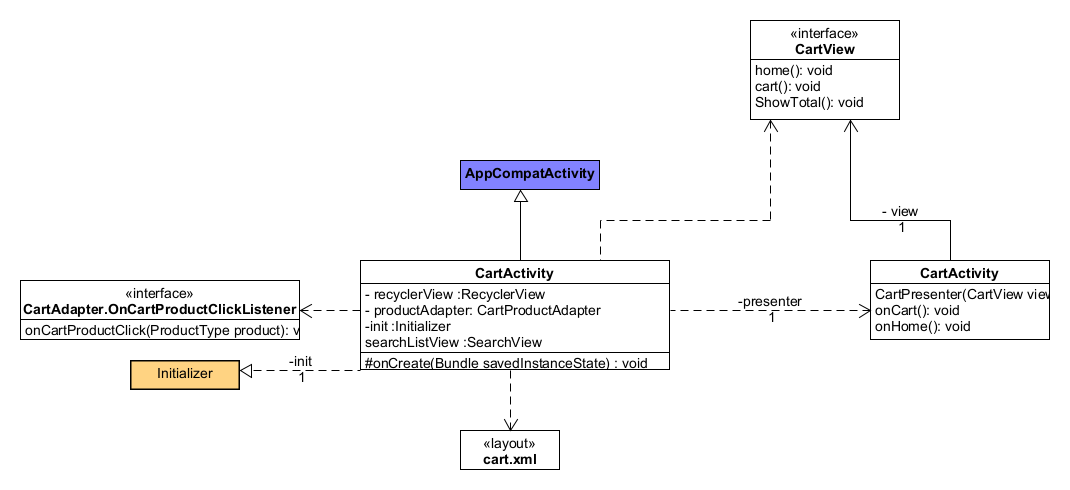 «interface»
CartView
home(): void
cart(): void
ShowTotal(): void
AppCompatActivity
- view
1
«interface»
CartAdapter.OnCartProductClickListener
onCartProductClick(ProductType product): v
CartActivity
- recyclerView :RecyclerView
- productAdapter: CartProductAdapter
-init :Initializer
searchListView :SearchView
#onCreate(Bundle savedInstanceState) : void
-presenter
1
CartActivity
CartPresenter(CartView view
onCart(): void
onHome(): void
-init
1
Initializer
«layout»
cart.xml